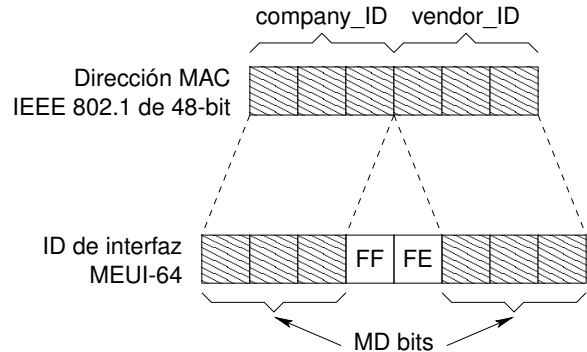 company_ID vendor_ID
Dirección MAC
IEEE 802.1 de 48-bit
ID de interfaz
MEUI-64
FF FE
MD bits